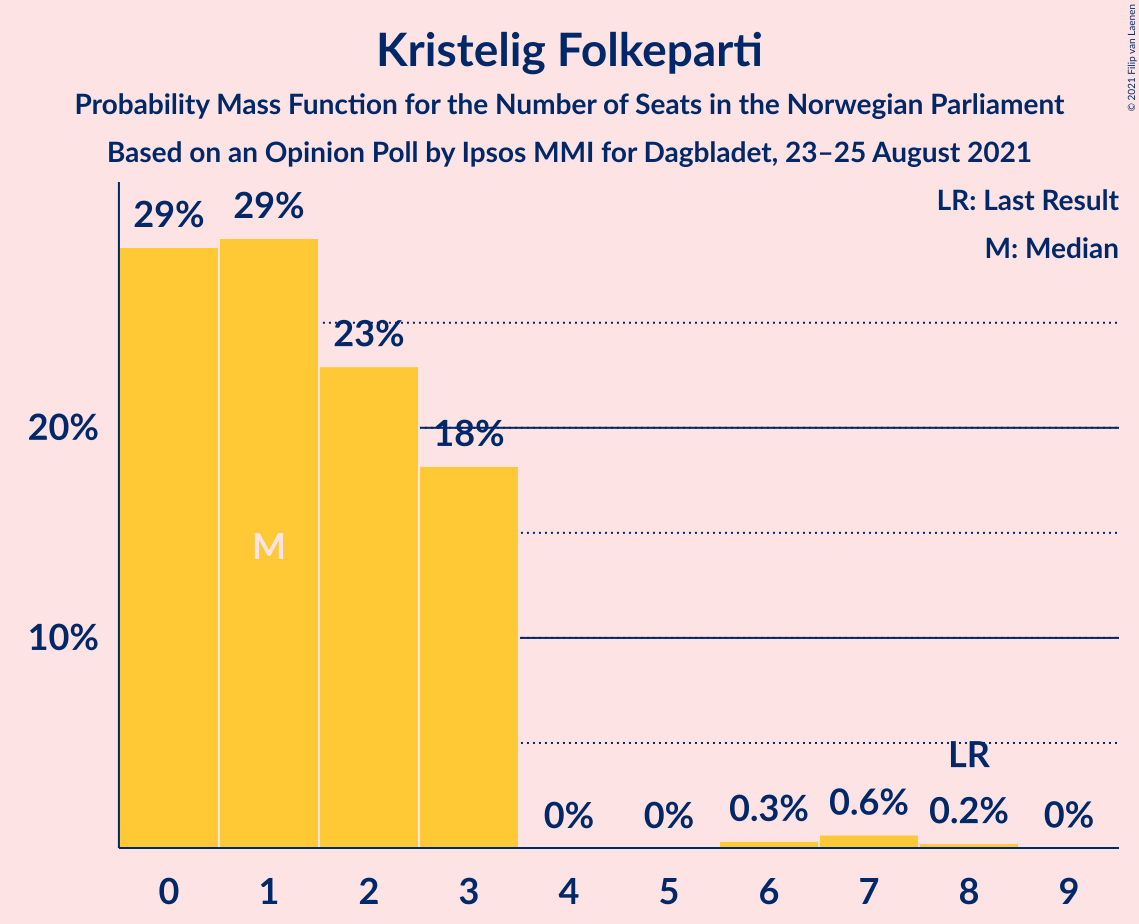 Kristelig Folkeparti
Probability Mass Function for the Number of Seats in the Norwegian Parliament
Based on an Opinion Poll by Ipsos MMI for Dagbladet, 23–25 August 2021
© 2021 Filip van Laenen
LR: Last Result
M: Median
29% 29% 23% 18% 0% 0% 0.3% 0.6% 0.2% 0%
20%
10%
M
LR
0 1 2 3 4 5 6 7 8 9